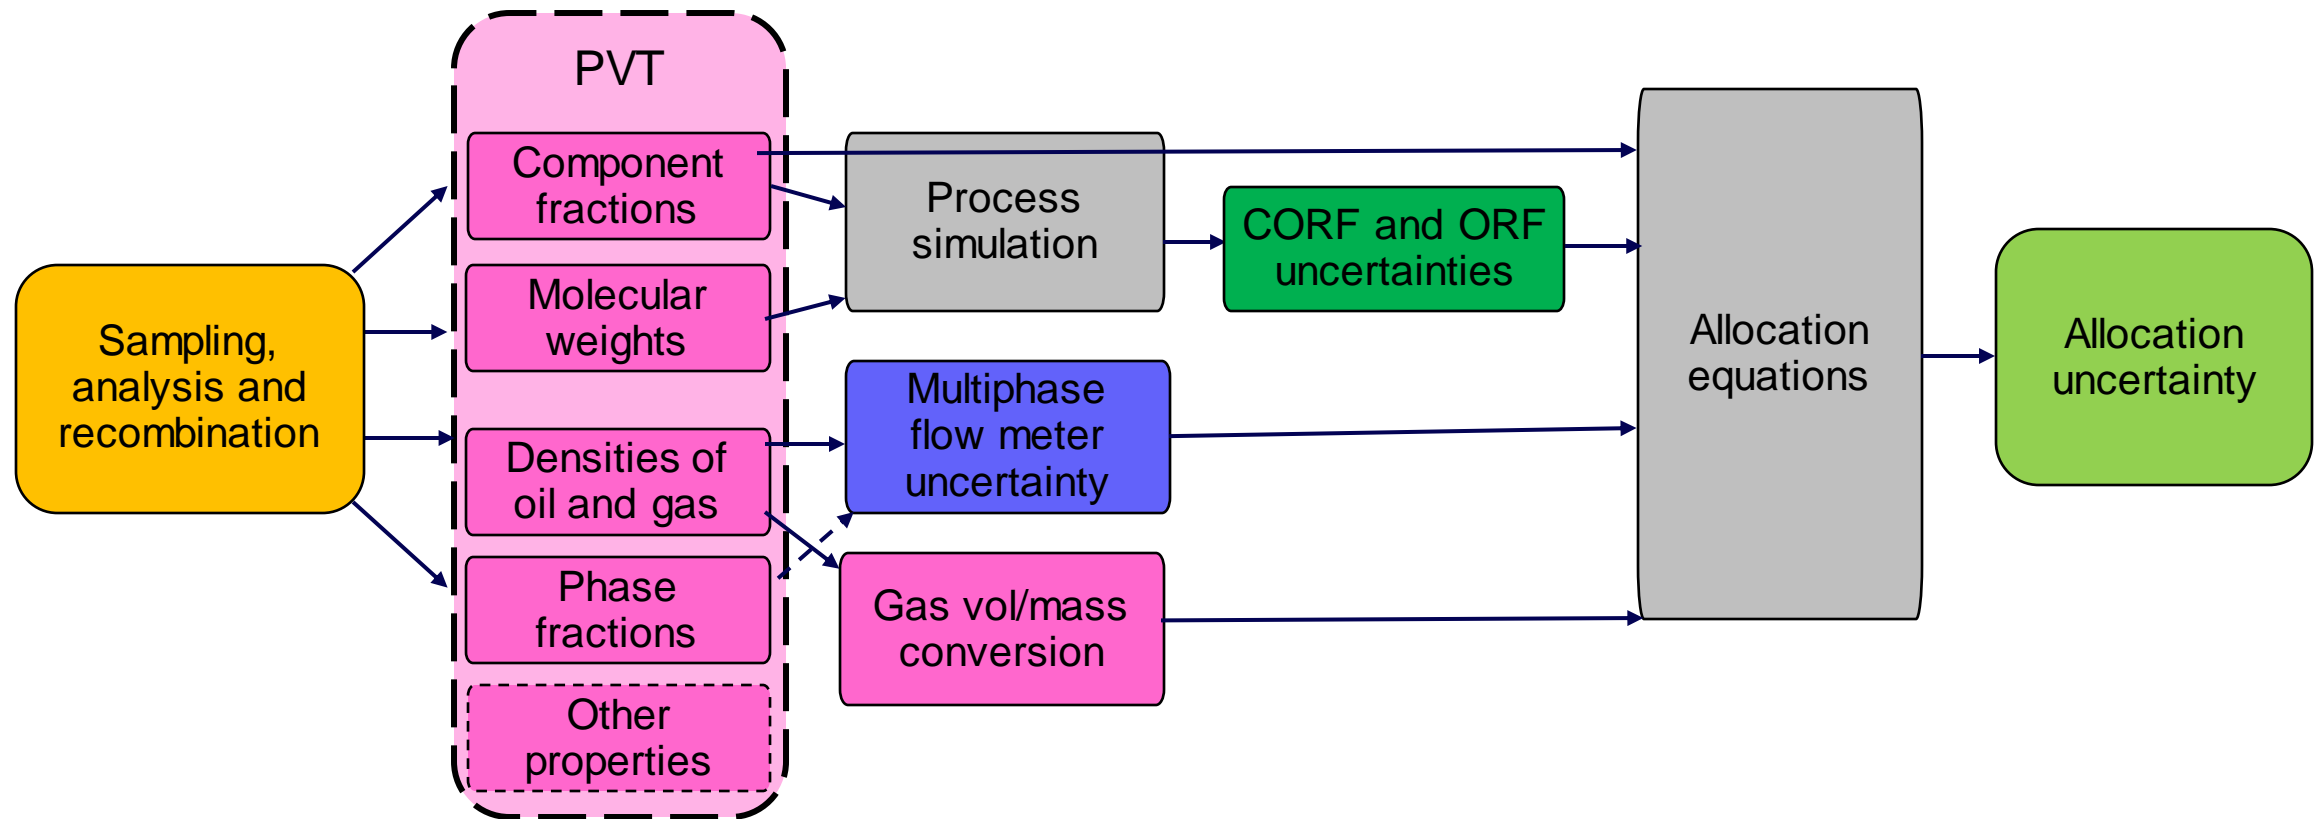 PVT
Sampling,
analysis and
recombination
Component
fractions
Molecular
weights
Densities of
oil and gas
Phase
fractions
Other
properties
Process
simulation
CORF and ORF
uncertainties
Multiphase
flow meter
uncertainty
Gas vol/mass
conversion
Allocation
equations
Allocation
uncertainty